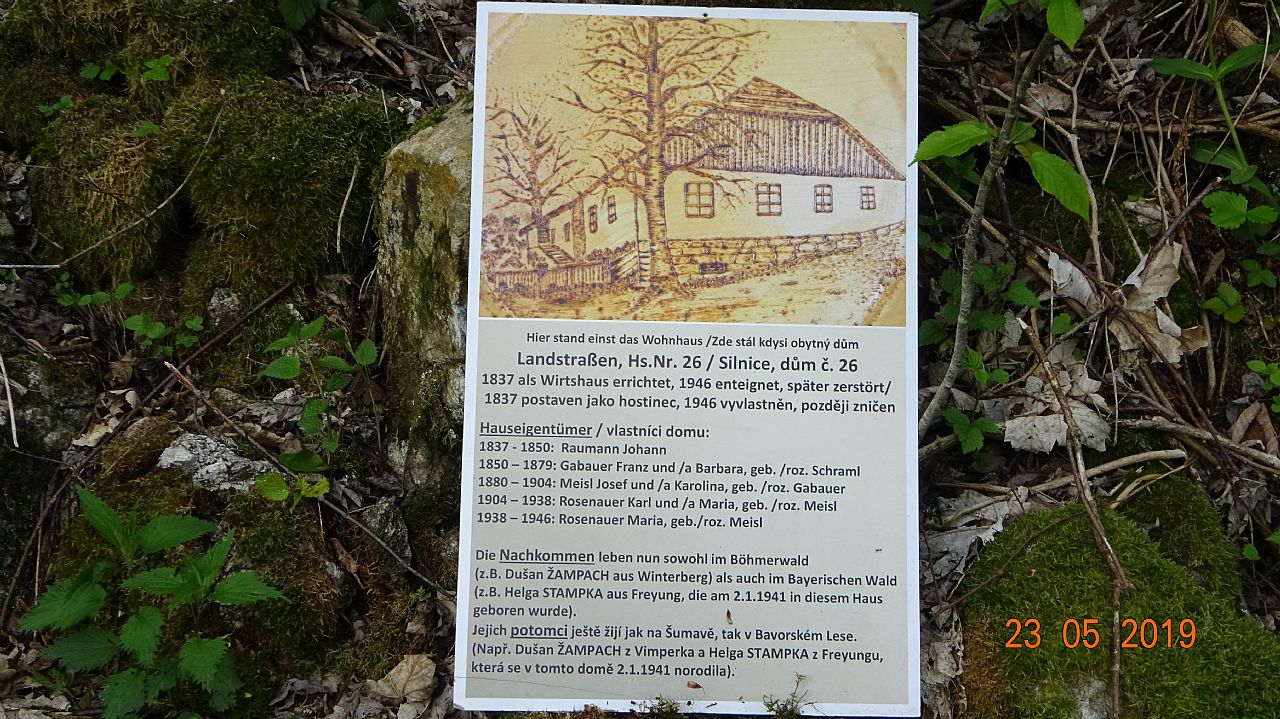 Hier stand einst das Wohnhaus /Zde stál kdysi obytný dům
Landstraßen, Hs.Nr. 26 / Silnice, dům č. 26
1837 als Wirtshaus errichtet, 1946 enteignet, später zerstört/
1837 postaven jako hostinec, 1946 vyvlastněn, později zničen
Hauseigentümer / vlastníci domu:
1837 - 1850: Raumann Johann
1850 – 1879: Gabauer Franz und /a Barbara, geb. /roz. Schraml
1880 – 1904: Meisl Josef und /a Karolina, geb. /roz. Gabauer
1904 – 1938: Rosenauer Karl und /a Maria, geb. /roz. Meisl
1938 – 1946: Rosenauer Maria, geb./roz. Meisl
Die Nachkommen leben nun sowohl im Böhmerwald
(z.B. Dušan ŽAMPACH aus Winterberg) als auch im Bayerischen Wald
(z.B. Helga STAMPKA aus Freyung, die am 2.1.1941 in diesem Haus
geboren wurde).
Jejich potomci ještě žijí jak na Šumavě, tak v Bavorském Lese.
(Např. Dušan ŽAMPACH z Vimperka a Helga STAMPKA z Freyungu,
která se v tomto domě 2.1.1941 norodila).
23 05 2019